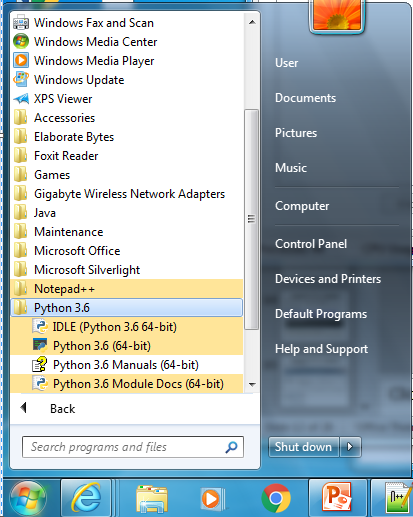 Windows Fax and Scan
Windows Media Center
Windows Media Player
Windows Update
XPS Viewer
Accessories
Elaborate Bytes
Foxit Reader
Games
Gigabyte Wireless Network Adapters
Java
Maintenance
Microsoft Office
Microsoft Silverlight
Notepad++
Python 3.6
IDLE (Python 3.6 64-bit)
Python 3.6 (64-bit)
Python 3.6 Manuals (64-bit)
Python 3.6 Module Docs (64-bit)
Back
Search programs and files
User
Documents
Pictures
Music
Computer
Control Panel
Devices and Printers
Default Programs
Help and Support
Shut down